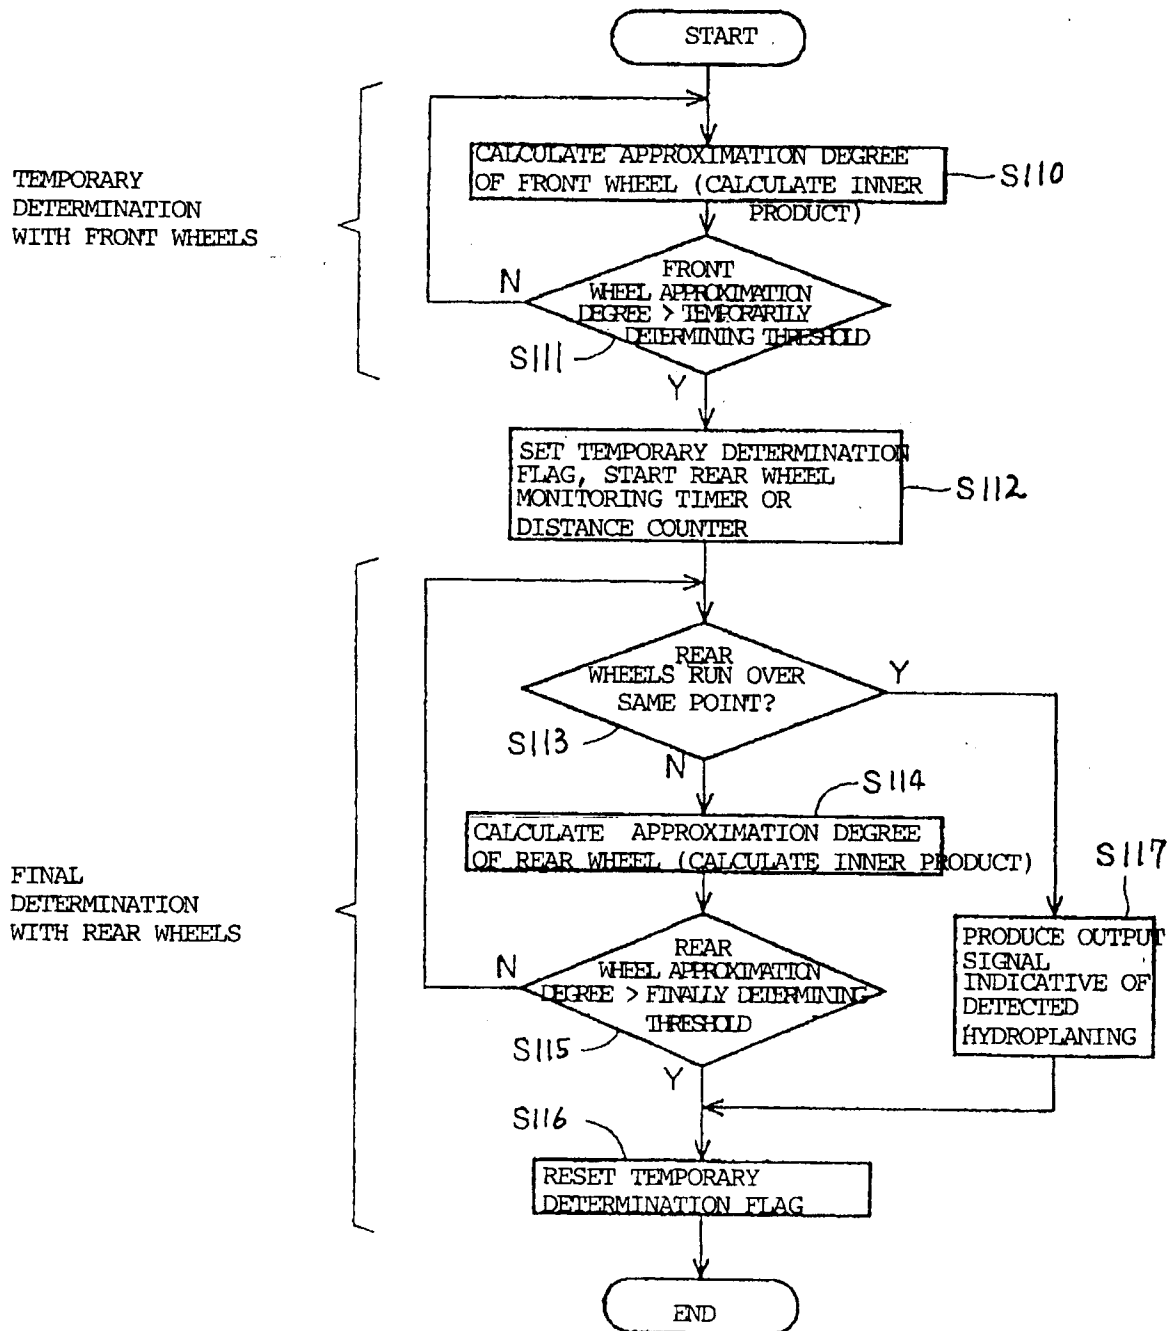 START
CALCULATE APPROXIMATION DEGREE
OF FRONT WHEEL (CALCULATE INNER
PRODUCT)
S110
TEMPORARY
DETERMINATION
WITH FRONT WHEELS
N
FRONT
WHEEL APPROXIMATION
DEGREE > TEMPORARILY
DETERMINING THRESHOLD
S111
Y
SET TEMPORARY DETERMINATION
FLAG, START REAR WHEEL
MONITORING TIMER OR
DISTANCE COUNTER
S112
REAR
WHEELS RUN OVER
SAME POINT?
Y
S113
N
S114
CALCULATE APPROXIMATION DEGREE
OF REAR WHEEL (CALCULATE INNER PRODUCT)
S117
FINAL
DETERMINATION
WITH REAR WHEELS
PRODUCE OUTPUT
SIGNAL
INDICATIVE OF
DETECTED
HYDROPLANING
N
REAR
WHEEL APPROXIMATION
DEGREE > FINALLY DETERMINING
THRESHOLD
S115
Y
S116
RESET TEMPORARY
DETERMINATION FLAG
END